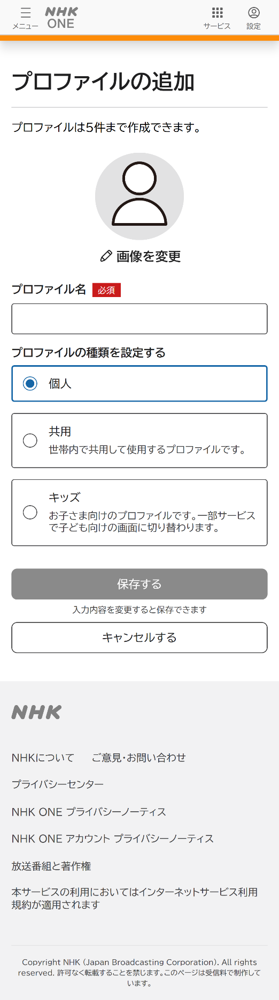 メニュー
NHK
ONE
サービス
設定
プロファイルの追加
プロファイルは5件まで作成できます。
画像を変更
プロファイル名 必須
プロファイルの種類を設定する
個人
共用
世帯内で共用して使用するプロファイルです。
キッズ
お子さま向けのプロファイルです。一部サービス
で子ども向けの画面に切り替わります。
保存する
入力内容を変更すると保存できます
キャンセルする
NHK
NHKについて ご意見・お問い合わせ
プライバシーセンター
NHK ONE プライバシーノーティス
NHK ONE アカウント プライバシーノーティス
放送番組と著作権
本サービスの利用においてはインターネットサービス利用
規約が適用されます
Copyright NHK (Japan Broadcasting Corporation). All rights
reserved. 許可なく転載することを禁じます。このページは受信料で制作して
います。